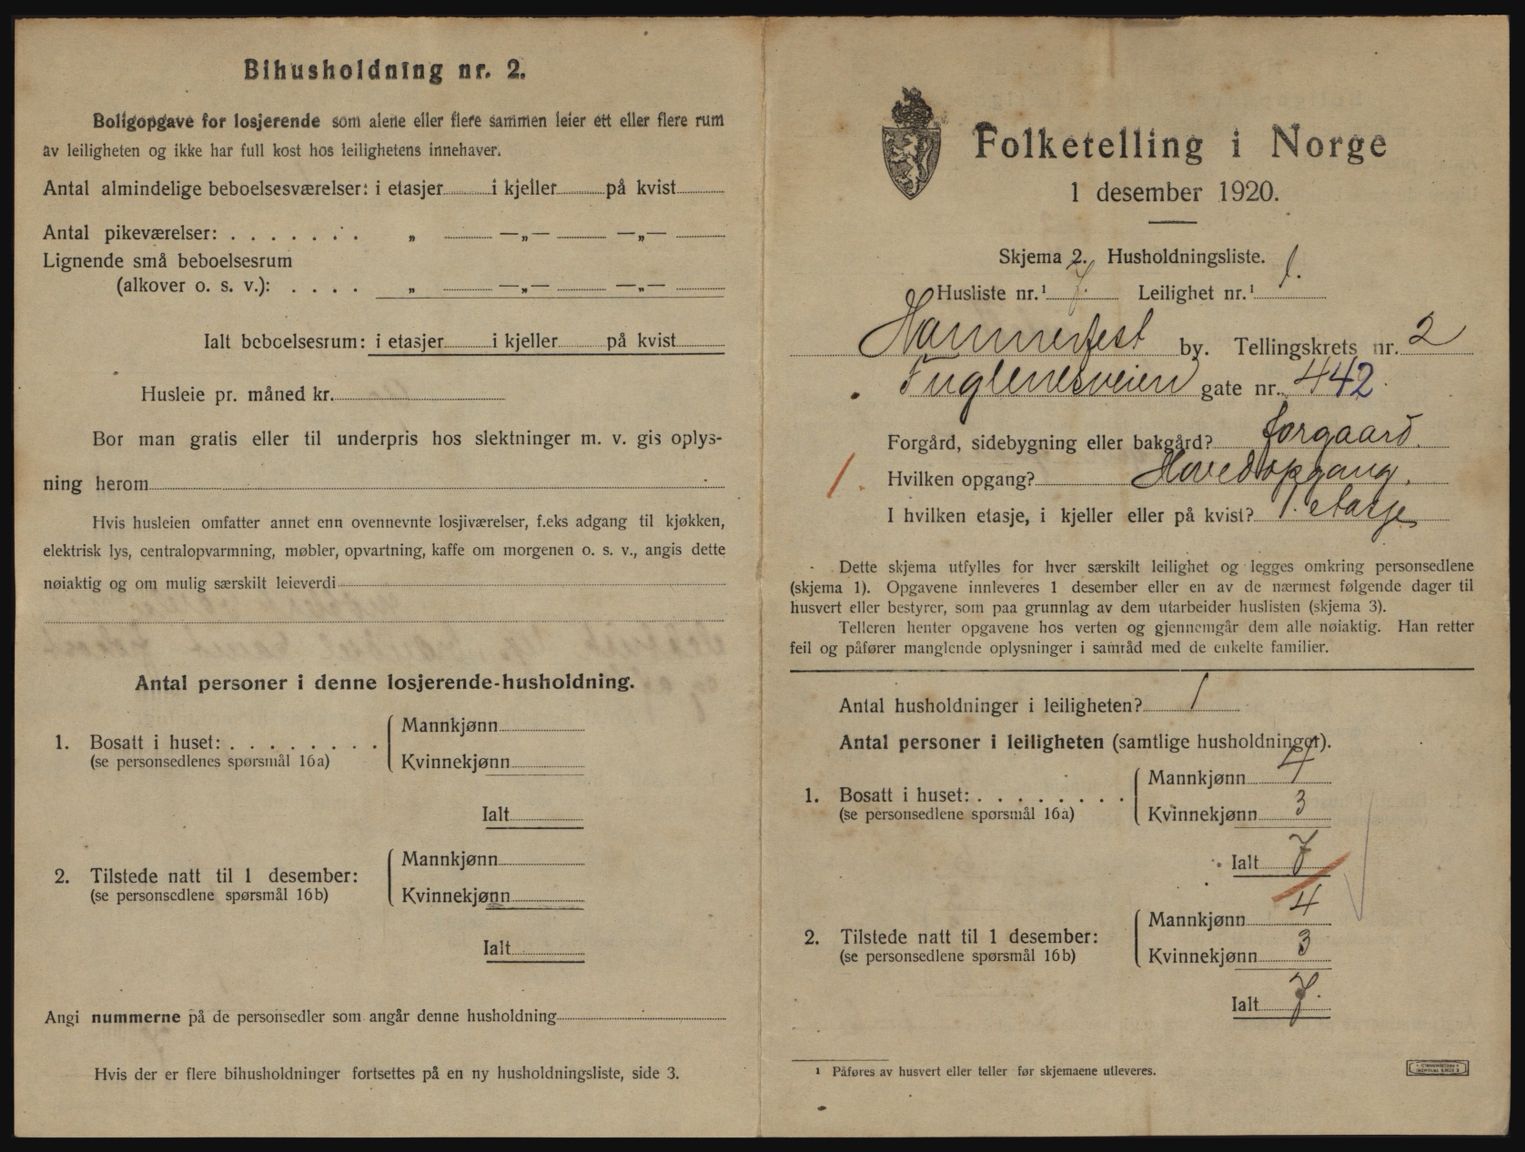 Bihusholdning nr. 2.
Boligopgave for losjerende som alene eller flere sammen leier ett eller flere rum
av leiligheten og ikke har full kost hos leilighetens innehaver.
Antal almindelige beboelsesværelser: i etasjer i kjeller på kvist
Antal pikeværelser: . . . . . . . „ —„— —„—
Lignende små beboelsesrum
(alkover o. s. v.): . . . . „ —„— —„—
Ialt beboelsesrum: i etasjer i kjeller på kvist
Husleie pr. måned kr.
Bor man gratis eller til underpris hos slektninger m. v. gis oplys-
ning herom
Hvis husleien omfatter annet enn ovennevnte losjiværelser, f.eks adgang til kjøkken,
elektrisk lys, centralopvarmning, møbler, opvartning, kaffe om morgenen o. s. v., angis dette
nøiaktig og om mulig særskilt leieverdi
Antal personer i denne losjerende-husholdning.
1. Bosatt i huset: . . . . . . . .
(se personsedlenes spørsmål 16a)
Mannkjønn
Kvinnekjønn
Ialt
2. Tilstede natt til 1 desember:
(se personsedlene spørsmål 16b)
Mannkjønn
Kvinnekjønn
Ialt
Angi nummerne på de personsedler som angår denne husholdning
Hvis der er flere bihusholdninger fortsettes på en ny husholdningsliste, side 3.
Folketelling i Norge
1 desember 1920.
Skjema 2. Husholdningsliste.
Husliste nr.¹ 7. Leilighet nr.¹ 1.
Hammerfest by. Tellingskrets nr. 2
Fuglenesveien gate nr. 442
Forgård, sidebygning eller bakgård? forgaard.
1. Hvilken opgang? Hovedopgang.
I hvilken etasje, i kjeller eller på kvist? 1. etasje
Dette skjema utfylles for hver særskilt leilighet og legges omkring personsedlene
(skjema 1). Opgavene innleveres 1 desember eller en av de nærmest følgende dager til
husvert eller bestyrer, som paa grunnlag av dem utarbeider huslisten (skjema 3).
Telleren henter opgavene hos verten og gjennemgår dem alle nøiaktig. Han retter
feil og påfører manglende oplysninger i samråd med de enkelte familier.
Antal husholdninger i leiligheten? 1
Antal personer i leiligheten (samtlige husholdninger).
1. Bosatt i huset: . . . . . . . .
(se personsedlene spørsmål 16a)
Mannkjønn 4
Kvinnekjønn 3
Ialt 7
2. Tilstede natt til 1 desember:
(se personsedlene spørsmål 16b)
Mannkjønn 4
Kvinnekjønn 3
Ialt 7.
¹ Påføres av husvert eller teller før skjemaene utleveres.